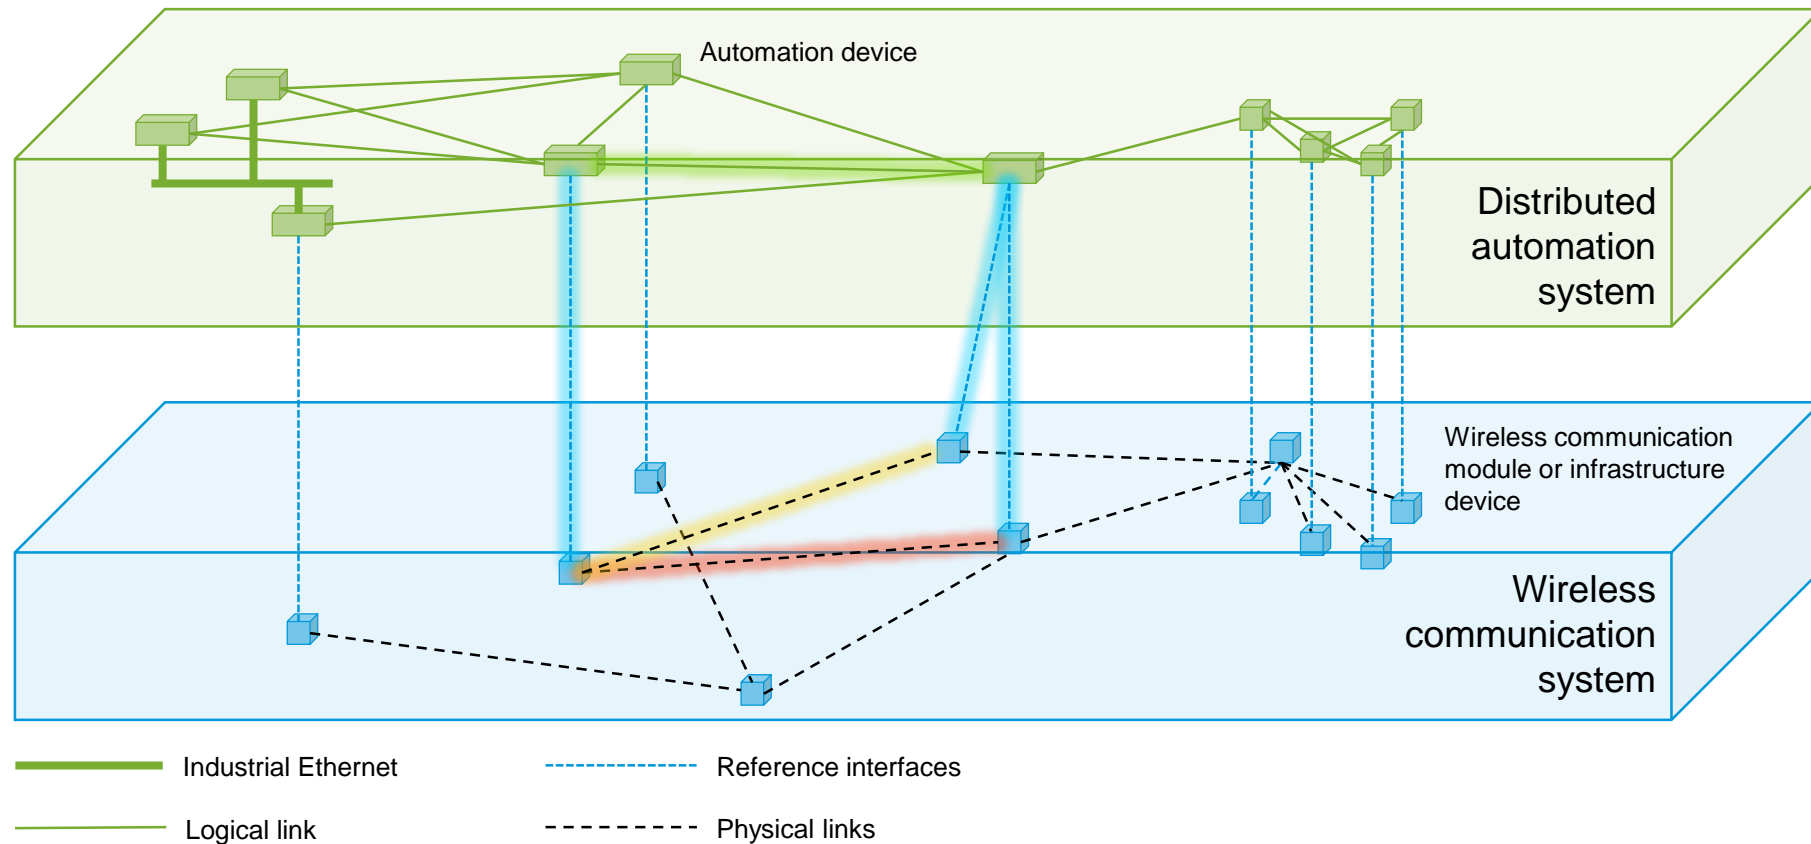 Automation device
Distributed
automation
system
Wireless communication
module or infrastructure
device
Wireless
communication
system
Industrial Ethernet
Reference interfaces
Logical link
Physical links